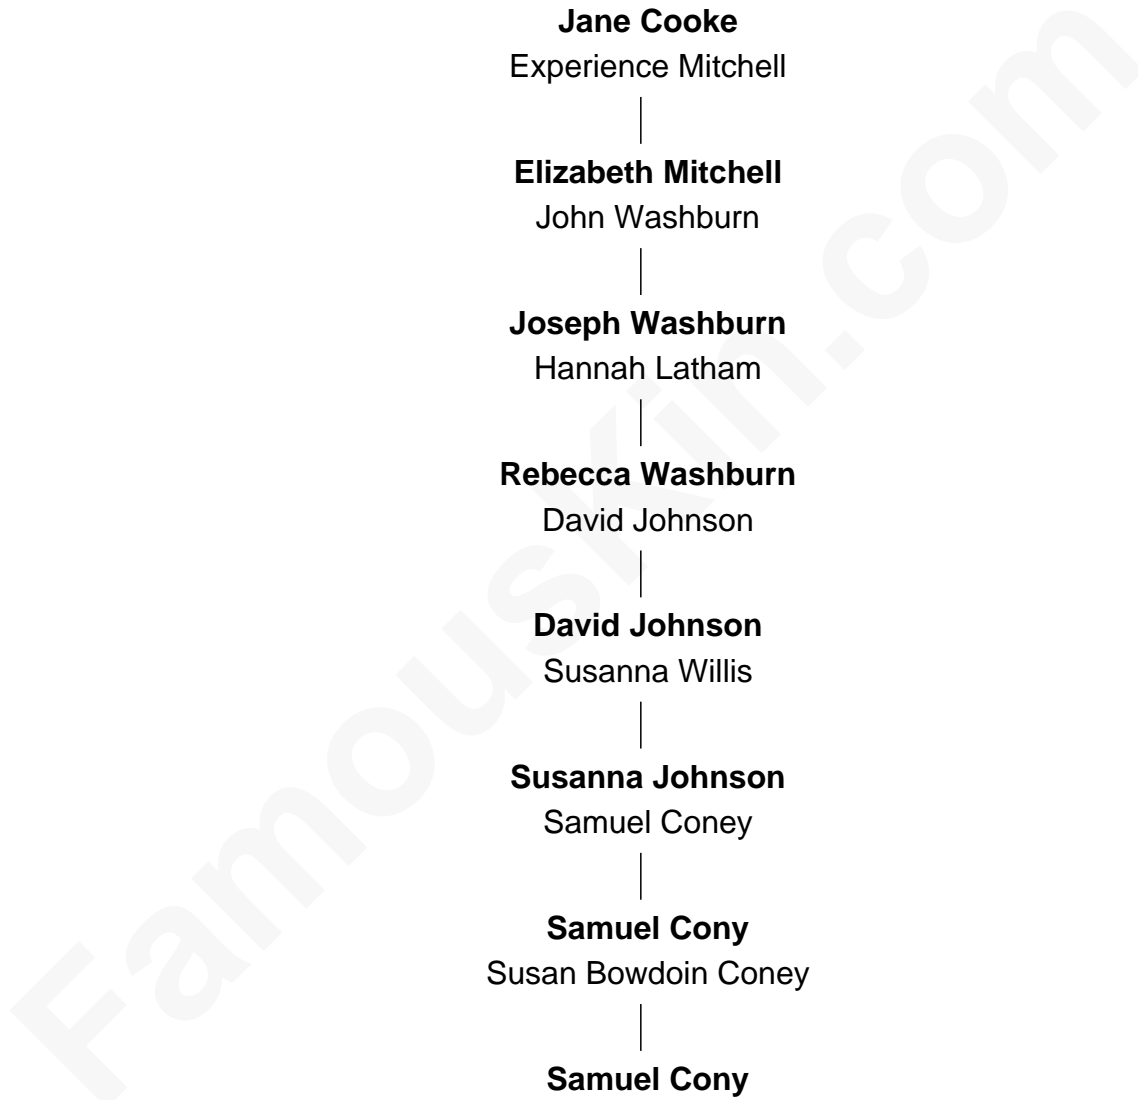 Jane Cooke
Experience Mitchell
Elizabeth Mitchell
John Washburn
Joseph Washburn
Hannah Latham
Rebecca Washburn
David Johnson
David Johnson
Susanna Willis
Susanna Johnson
Samuel Coney
Samuel Cony
Susan Bowdoin Coney
Samuel Cony
FamousKin.com